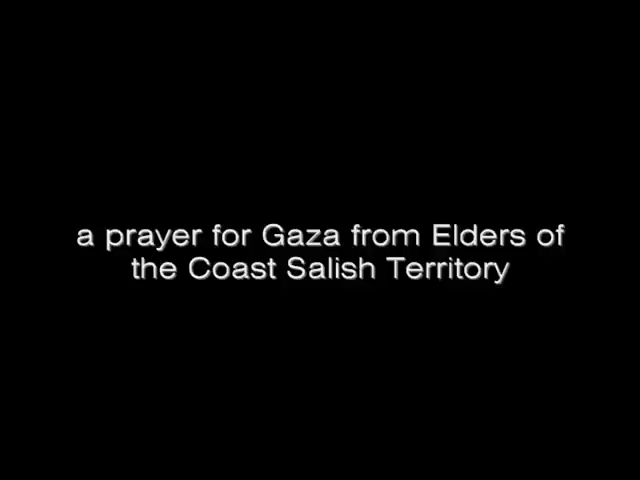 a prayer for Gaza from Elders of
the Coast Salish Territory